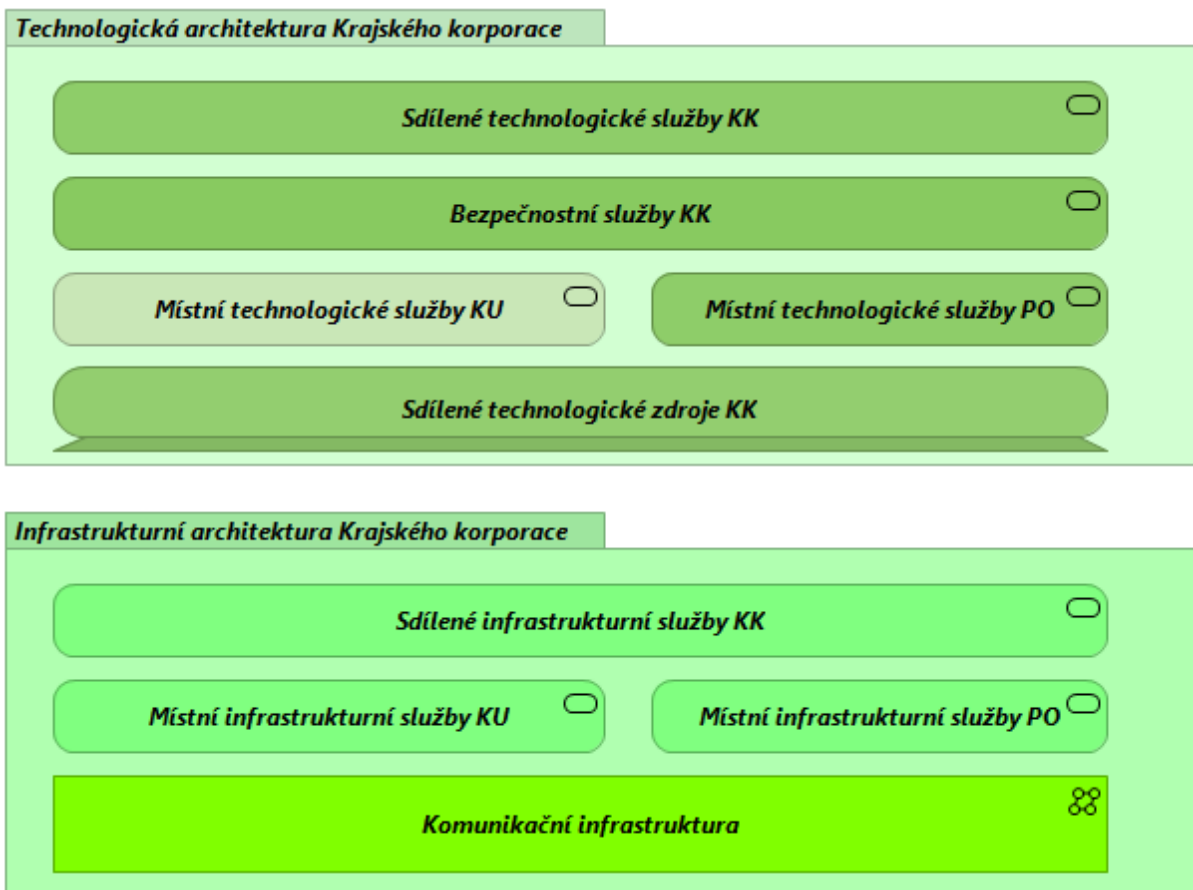 Technologická architektura Krajského korporace
Sdílené technologické služby KK
Bezpečnostní služby KK
Místní technologické služby KU
Místní technologické služby PO
Sdílené technologické zdroje KK
Infrastrukturní architektura Krajského korporace
Sdílené infrastrukturní služby KK
Místní infrastrukturní služby KU
Místní infrastrukturní služby PO
Komunikační infrastruktura